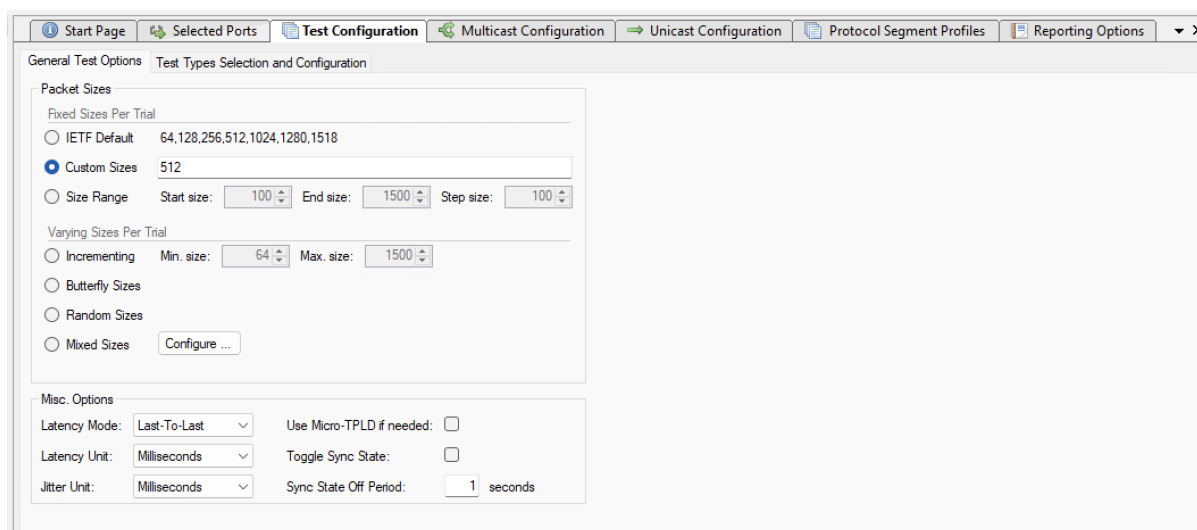 Start Page Selected Ports Test Configuration Multicast Configuration Unicast Configuration Protocol Segment Profiles Reporting Options
General Test Options Test Types Selection and Configuration
Packet Sizes
Fixed Sizes Per Trial
IETF Default 64,128,256,512,1024,1280,1518
Custom Sizes 512
Size Range Start size: 100 End size: 1500 Step size: 100
Varying Sizes Per Trial
Incrementing Min. size: 64 Max. size: 1500
Butterfly Sizes
Random Sizes
Mixed Sizes Configure ...
Misc. Options
Latency Mode: Last-To-Last Use Micro-TPLD if needed:
Latency Unit: Milliseconds Toggle Sync State:
Jitter Unit: Milliseconds Sync State Off Period: 1 seconds